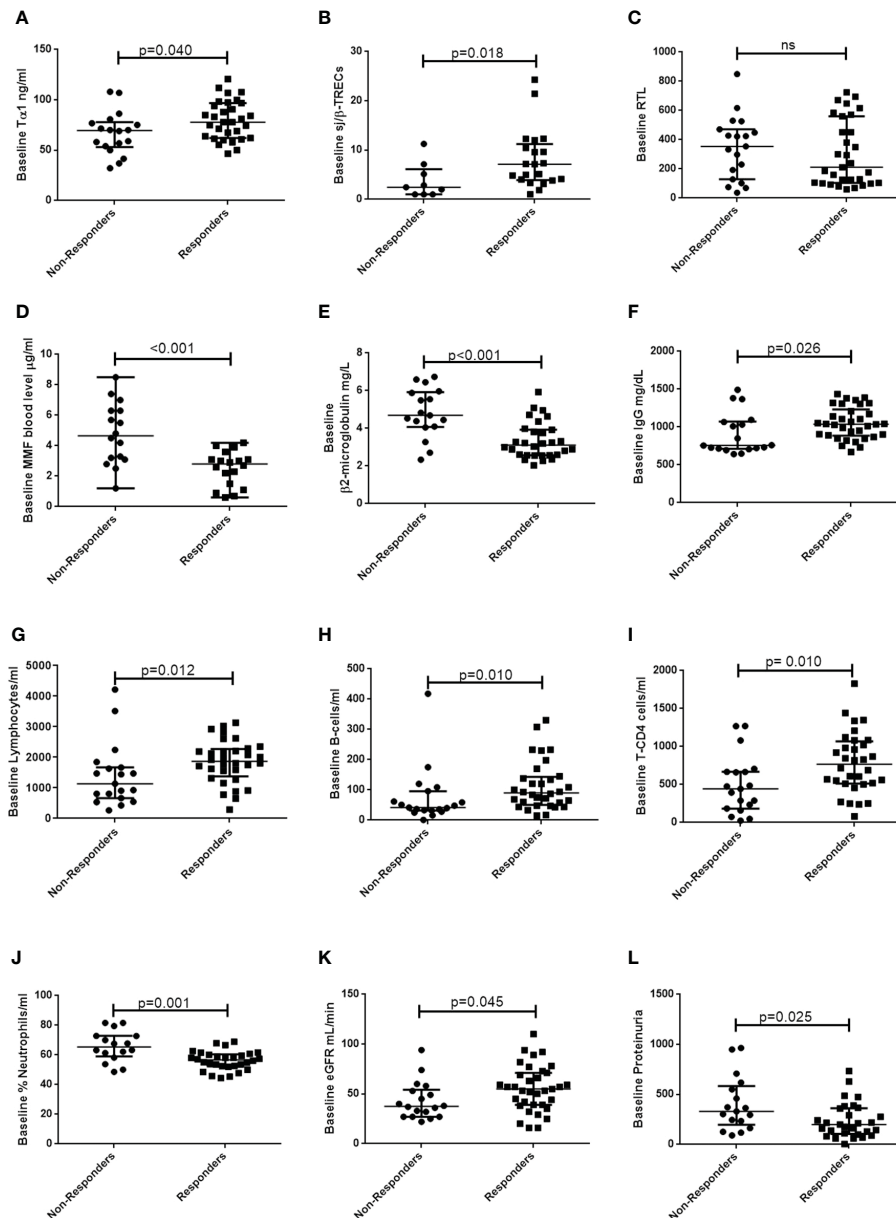 A
p=0.040
Baseline Tα1 ng/ml
150
100
50
0
Non-Responders
Responders
B
p=0.018
Baseline sj/β-TRECs
30
20
10
0
Non-Responders
Responders
C
ns
Baseline RTL
1000
800
600
400
200
0
Non-Responders
Responders
D
<0.001
Baseline MMF blood level μg/ml
10
8
6
4
2
0
Non-Responders
Responders
E
p<0.001
Baseline
β2-microglobulin mg/L
8
6
4
2
0
Non-Responders
Responders
F
p=0.026
Baseline IgG mg/dL
2000
1500
1000
500
0
Non-Responders
Responders
G
p=0.012
Baseline Lymphocytes/ml
5000
4000
3000
2000
1000
0
Non-Responders
Responders
H
p=0.010
Baseline B-cells/ml
500
400
300
200
100
0
Non-Responders
Responders
I
p= 0.010
Baseline T-CD4 cells/ml
2000
1500
1000
500
0
Non-Responders
Responders
J
p=0.001
Baseline % Neutrophils/ml
100
80
60
40
20
0
Non-Responders
Responders
K
p=0.045
Baseline eGFR mL/min
150
100
50
0
Non-Responders
Responders
L
p=0.025
Baseline Proteinuria
1500
1000
500
0
Non-Responders
Responders